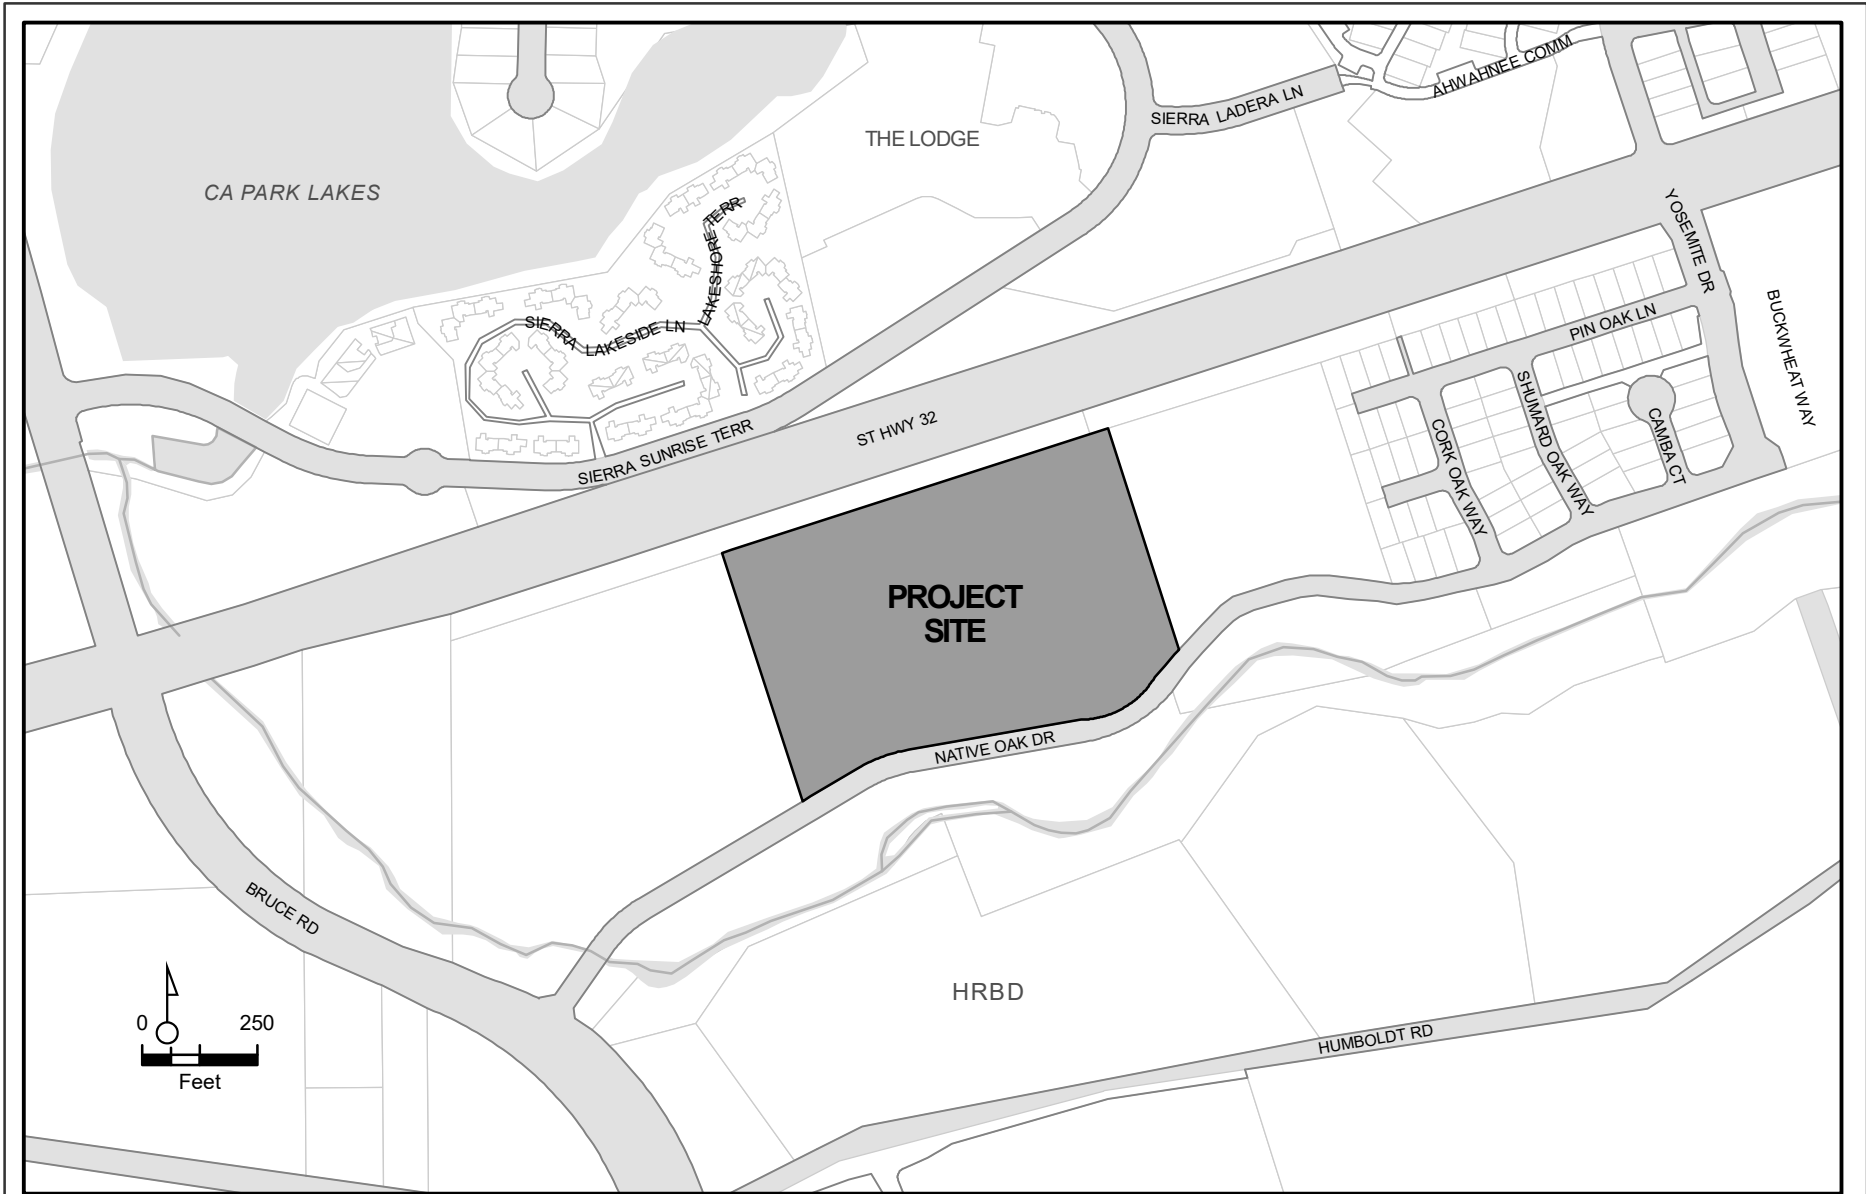 AHWAHNEE COMM
SIERRA LADERA LN
THE LODGE
CA PARK LAKES
LAKESHORE TERR
YOSEMITE DR
BUCKWHEAT WAY
SIERRA LAKESIDE LN
PIN OAK LN
SHUMARD OAK WAY
CAMBA CT
CORK OAK WAY
ST HWY 32
SIERRA SUNRISE TERR
PROJECT
SITE
NATIVE OAK DR
BRUCE RD
HRBD
HUMBOLDT RD
0 250
Feet